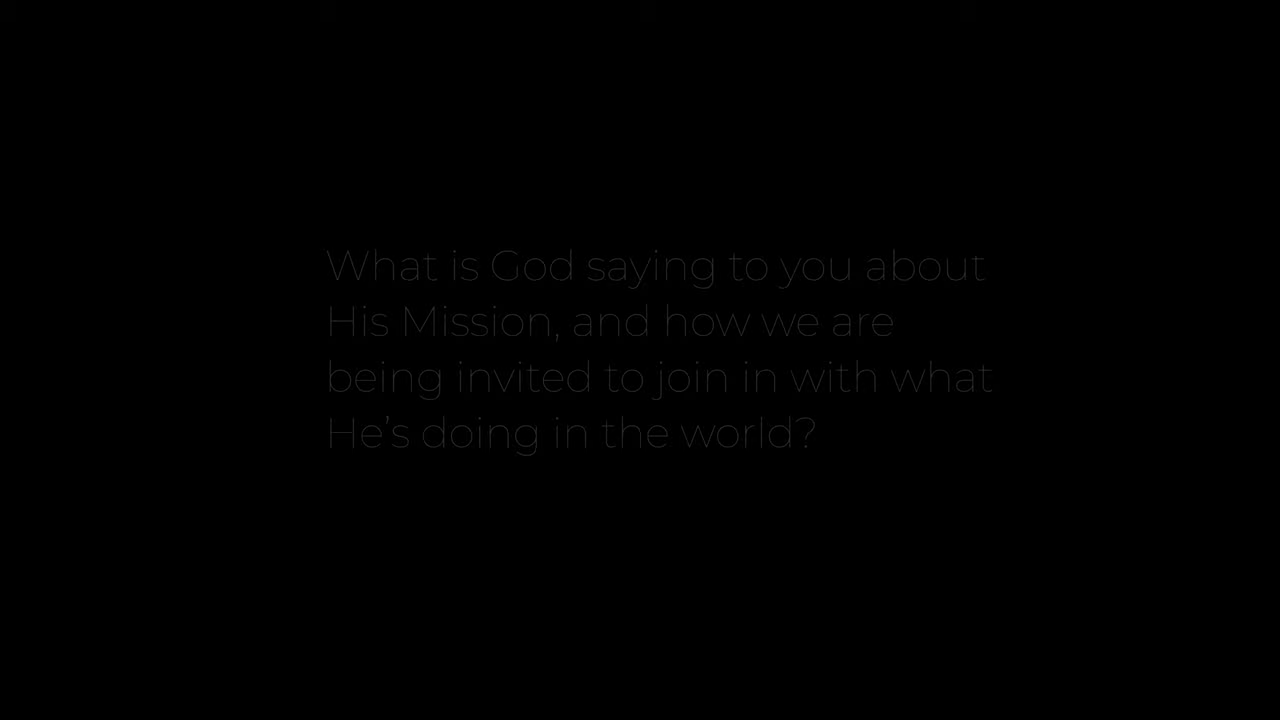 What is God saying to you about
His Mission, and how we are
being invited to join in with what
He’s doing in the world?